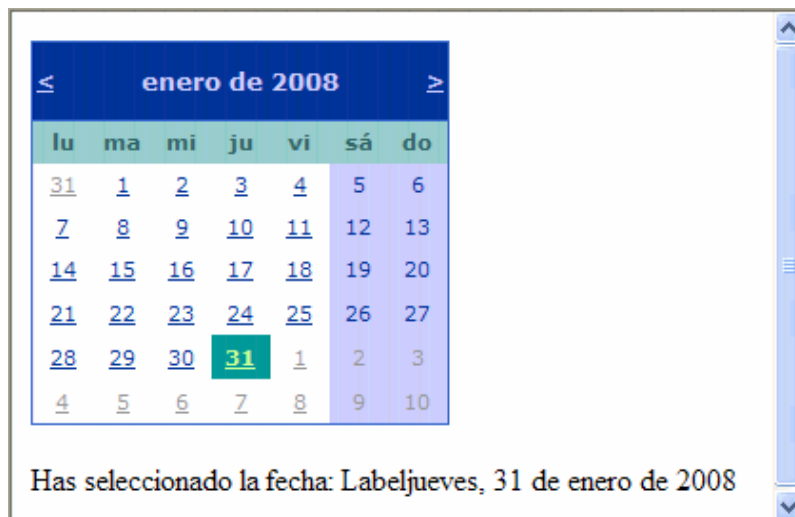 < enero de 2008 >
lu ma mi ju vi sá do
31 1 2 3 4 5 6
7 8 9 10 11 12 13
14 15 16 17 18 19 20
21 22 23 24 25 26 27
28 29 30 31 1 2 3
4 5 6 7 8 9 10
Has seleccionado la fecha: Labeljueves, 31 de enero de 2008